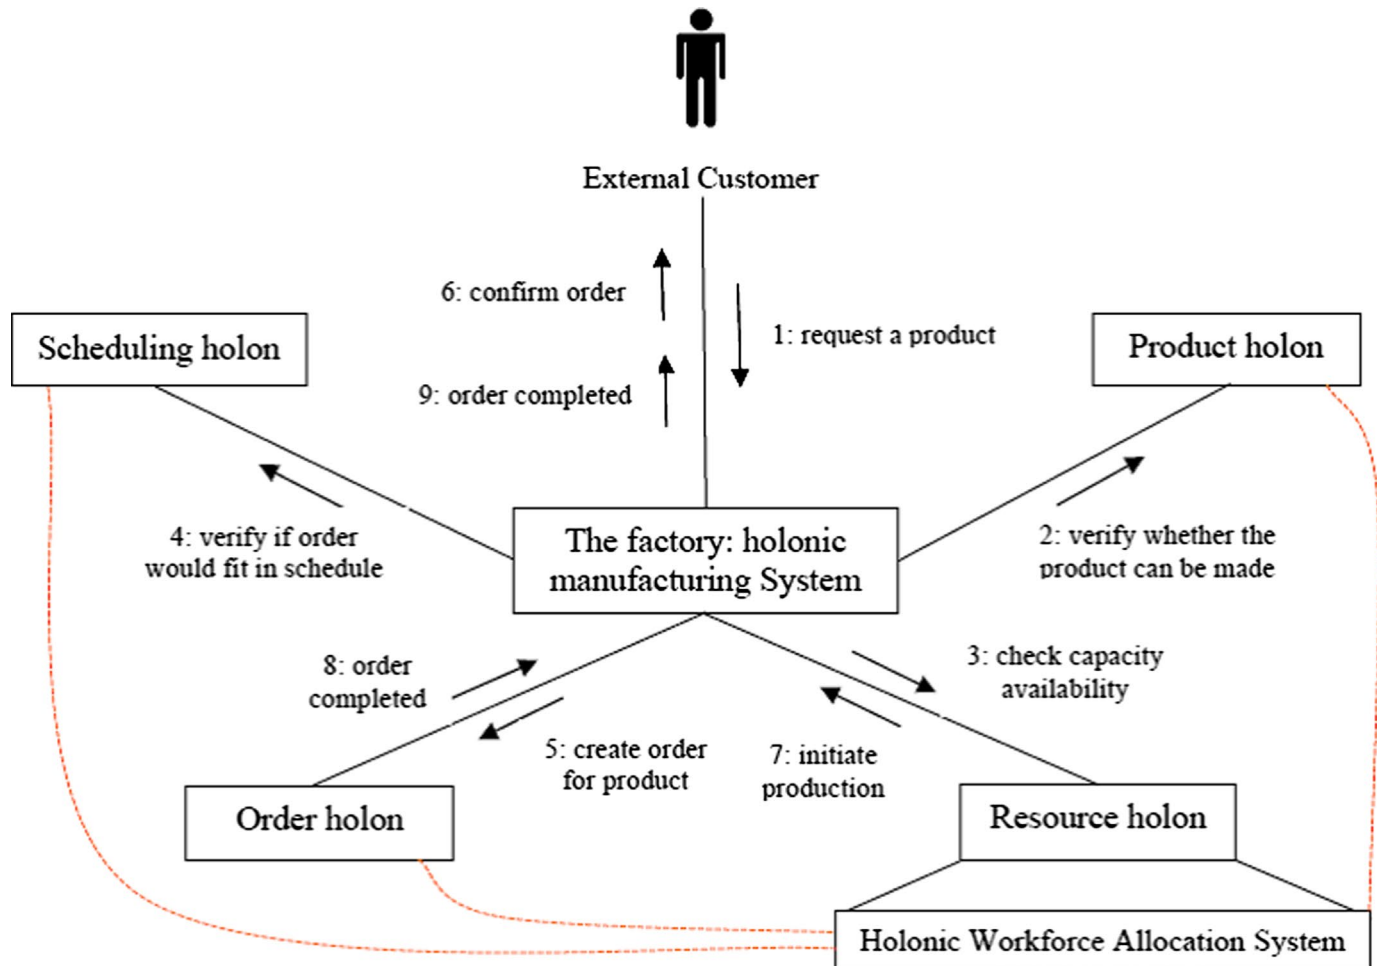 External Customer
6: confirm order
1: request a product
Scheduling holon
Product holon
9: order completed
4: verify if order
would fit in schedule
The factory: holonic
manufacturing System
2: verify whether the
product can be made
8: order
completed
3: check capacity
availability
5: create order
for product
7: initiate
production
Order holon
Resource holon
Holonic Workforce Allocation System